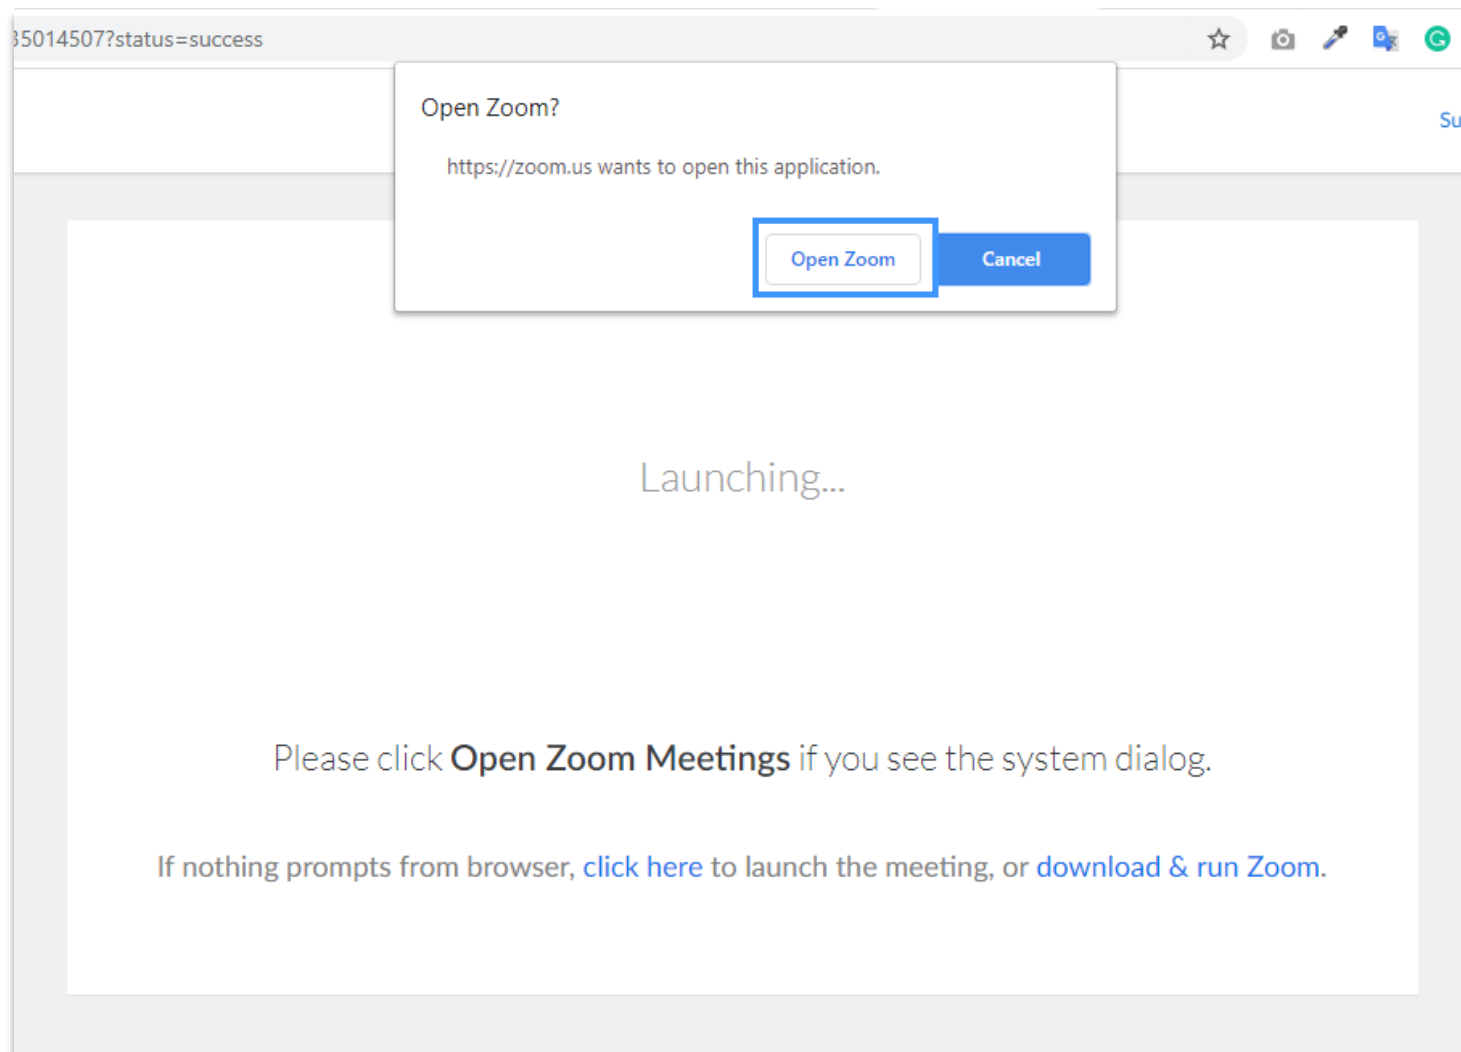 35014507?status=success
Open Zoom?
https://zoom.us wants to open this application.
Open Zoom
Cancel
Su
Launching...
Please click Open Zoom Meetings if you see the system dialog.
If nothing prompts from browser, click here to launch the meeting, or download & run Zoom.